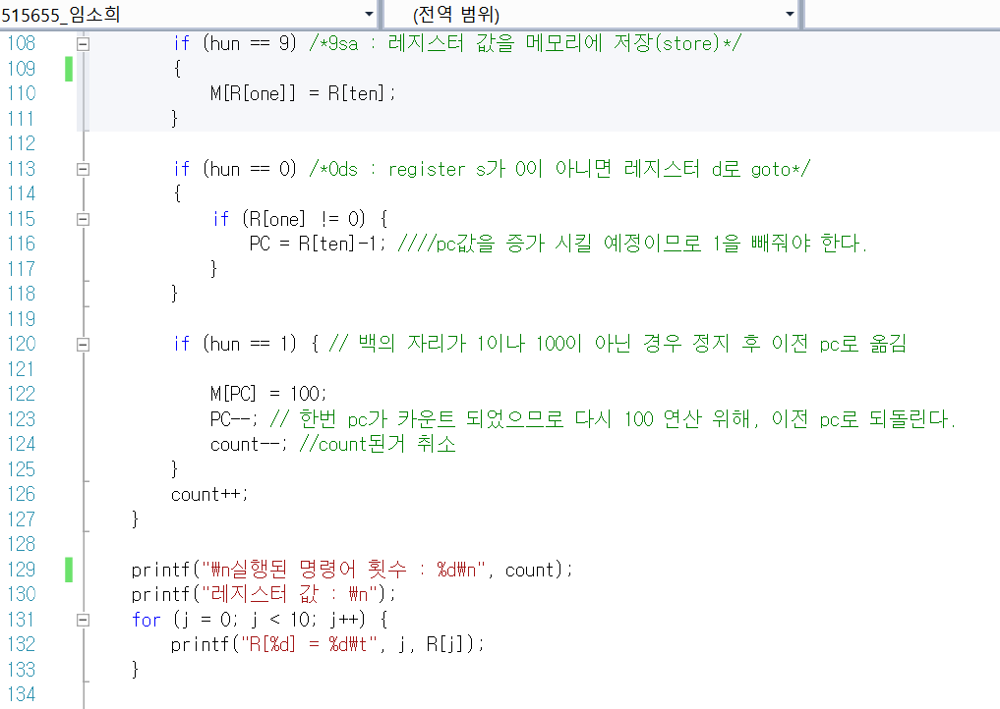 515655_임소희 (전역 범위)
108 if (hun == 9) /*9sa : 레지스터 값을 메모리에 저장(store)*/
109 {
110 M[R[one]] = R[ten];
111 }
112
113 if (hun == 0) /*0ds : register s가 0이 아니면 레지스터 d로 goto*/
114 {
115 if (R[one] != 0) {
116 PC = R[ten]-1; ////pc값을 증가 시킬 예정이므로 1을 빼줘야 한다.
117 }
118 }
119
120 if (hun == 1) { // 백의 자리가 1이나 100이 아닌 경우 정지 후 이전 pc로 옮김
121
122 M[PC] = 100;
123 PC--; // 한번 pc가 카운트 되었으므로 다시 100 연산 위해, 이전 pc로 되돌린다.
124 count--; //count된거 취소
125 }
126 count++;
127 }
128
129 printf("₩n실행된 명령어 횟수 : %d₩n", count);
130 printf("레지스터 값 : ₩n");
131 for (j = 0; j < 10; j++) {
132 printf("R[%d] = %d₩t", j, R[j]);
133 }
134